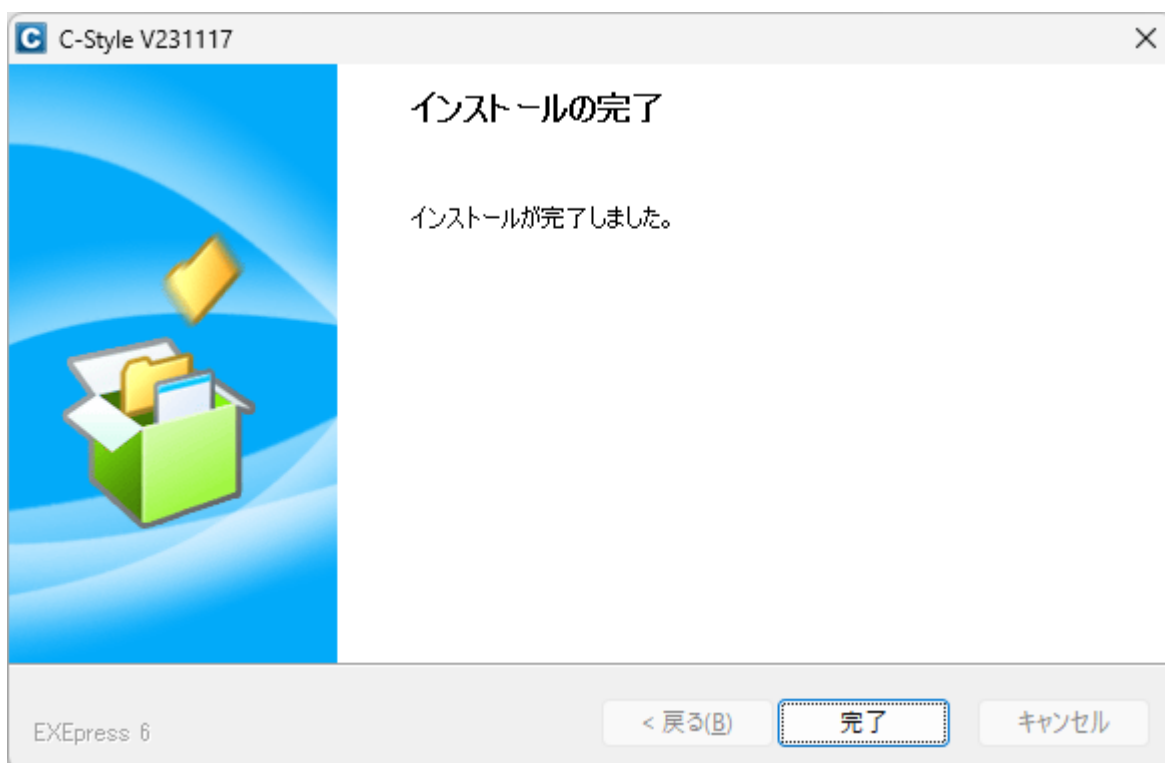 C-Style V231117
インストールの完了
インストールが完了しました。
EXEpress 6
< 戻る(B)
完了
キャンセル